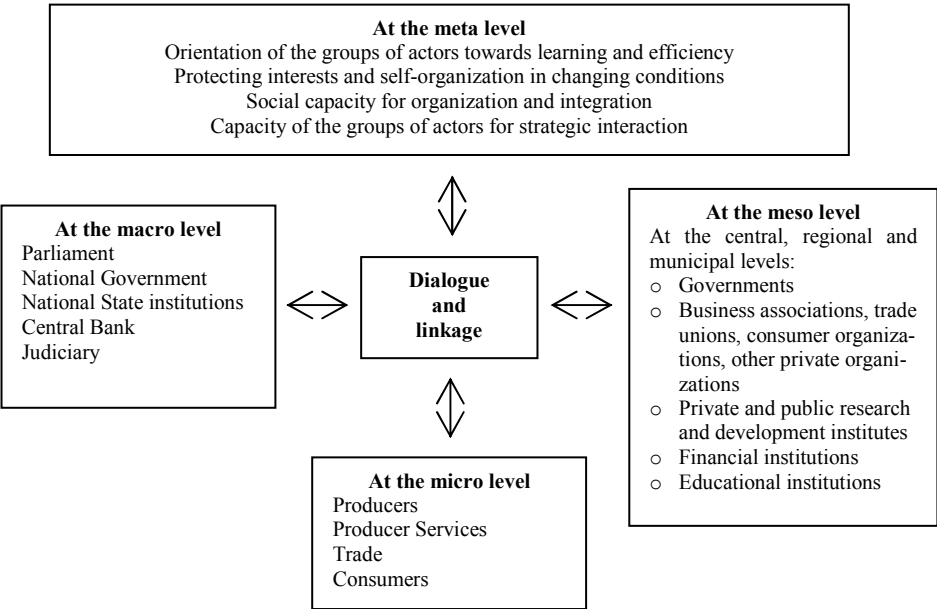 At the meta level
Orientation of the groups of actors towards learning and efficiency
Protecting interests and self-organization in changing conditions
Social capacity for organization and integration
Capacity of the groups of actors for strategic interaction
At the macro level
Parliament
National Government
National State institutions
Central Bank
Judiciary
Dialogue
and
linkage
At the meso level
At the central, regional and
municipal levels:
o Governments
o Business associations, trade
unions, consumer organiza-
tions, other private organi-
zations
o Private and public research
and development institutes
o Financial institutions
o Educational institutions
At the micro level
Producers
Producer Services
Trade
Consumers